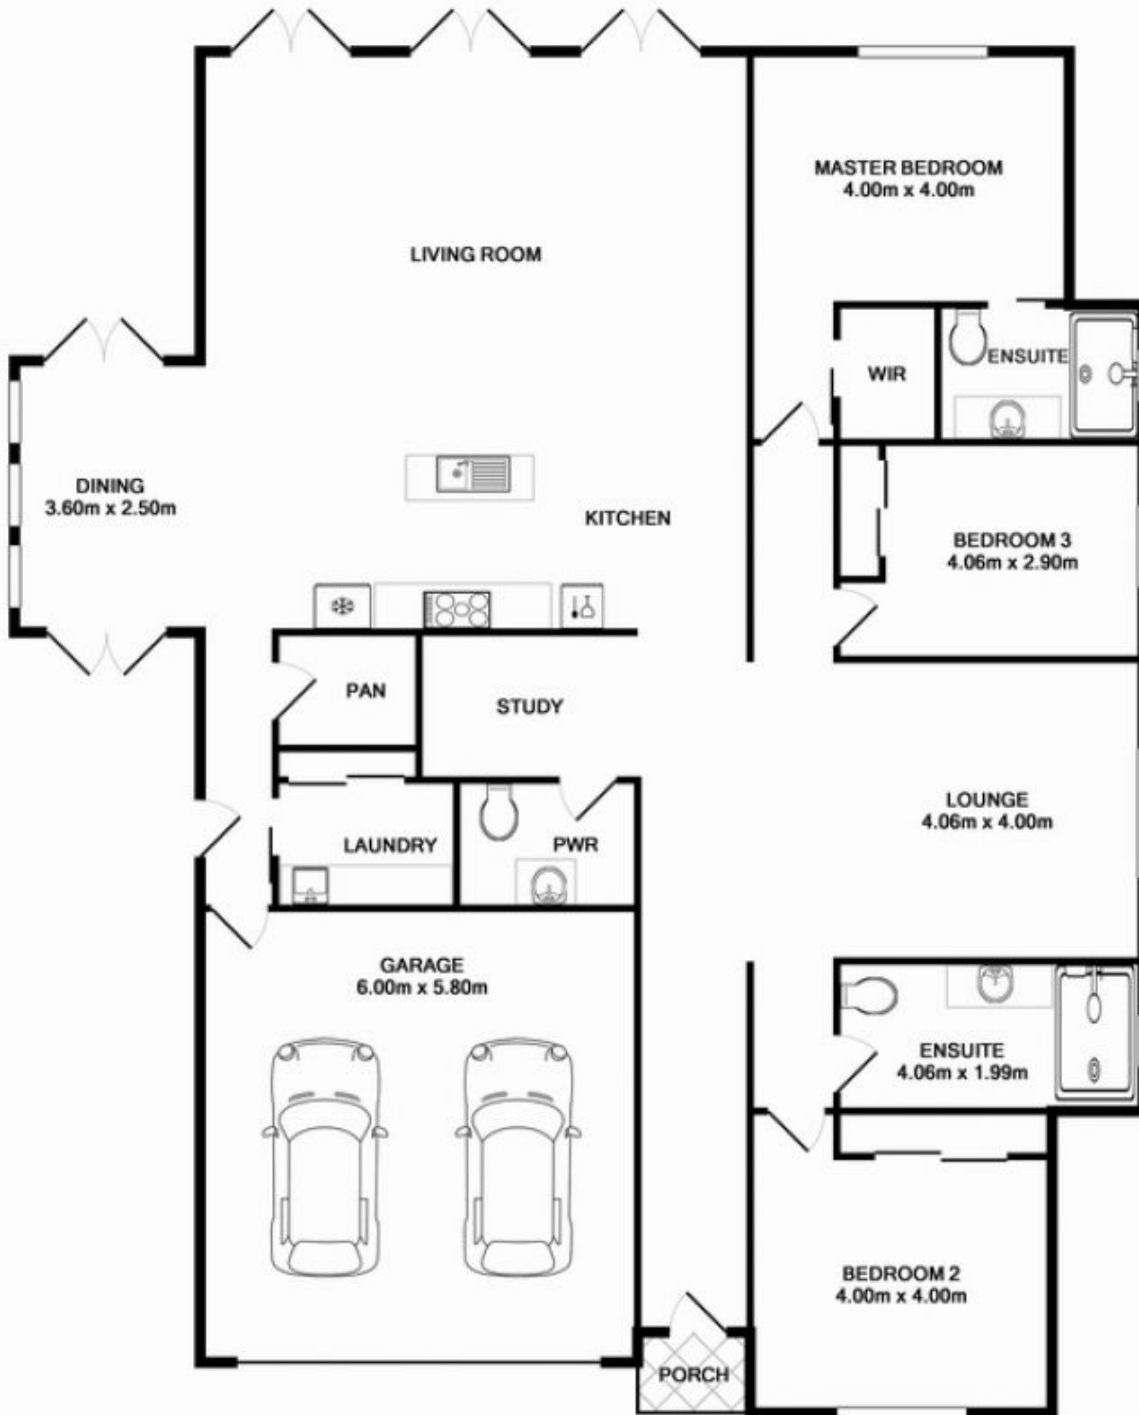 MASTER BEDROOM
4.00m x 4.00m
LIVING ROOM
ENSUITE
WIR
DINING
3.60m x 2.50m
KITCHEN
BEDROOM 3
4.06m x 2.90m
PAN
STUDY
LOUNGE
4.06m x 4.00m
LAUNDRY
PWR
GARAGE
6.00m x 5.80m
ENSUITE
4.06m x 1.99m
BEDROOM 2
4.00m x 4.00m
PORCH